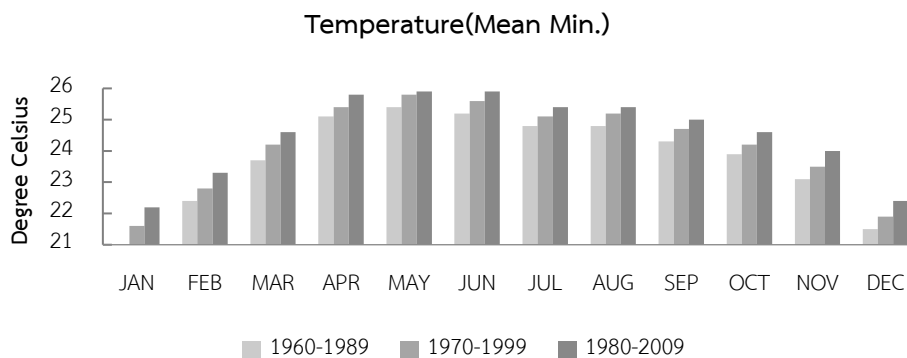 Temperature(Mean Min.)
Degree Celsius
26
25
24
23
22
21
JAN FEB MAR APR MAY JUN JUL AUG SEP OCT NOV DEC
1960-1989 1970-1999 1980-2009